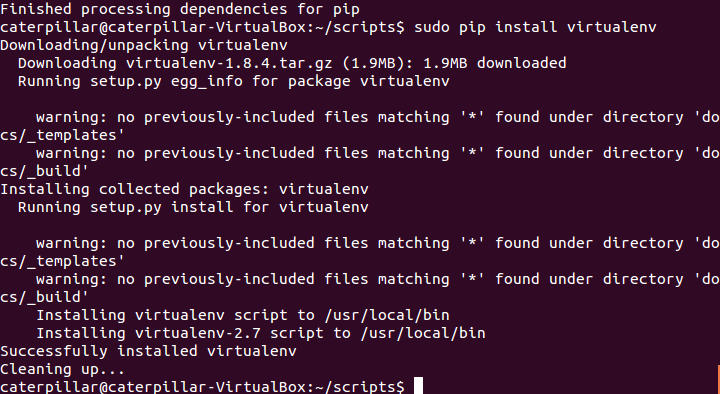 Finished processing dependencies for pip
caterpillar@caterpillar-VirtualBox:~/scripts$ sudo pip install virtualenv
Downloading/unpacking virtualenv
  Downloading virtualenv-1.8.4.tar.gz (1.9MB): 1.9MB downloaded
  Running setup.py egg_info for package virtualenv

    warning: no previously-included files matching '*' found under directory 'do
cs/_templates'
    warning: no previously-included files matching '*' found under directory 'do
cs/_build'
Installing collected packages: virtualenv
  Running setup.py install for virtualenv

    warning: no previously-included files matching '*' found under directory 'do
cs/_templates'
    warning: no previously-included files matching '*' found under directory 'do
cs/_build'
    Installing virtualenv script to /usr/local/bin
    Installing virtualenv-2.7 script to /usr/local/bin
Successfully installed virtualenv
Cleaning up...
caterpillar@caterpillar-VirtualBox:~/scripts$